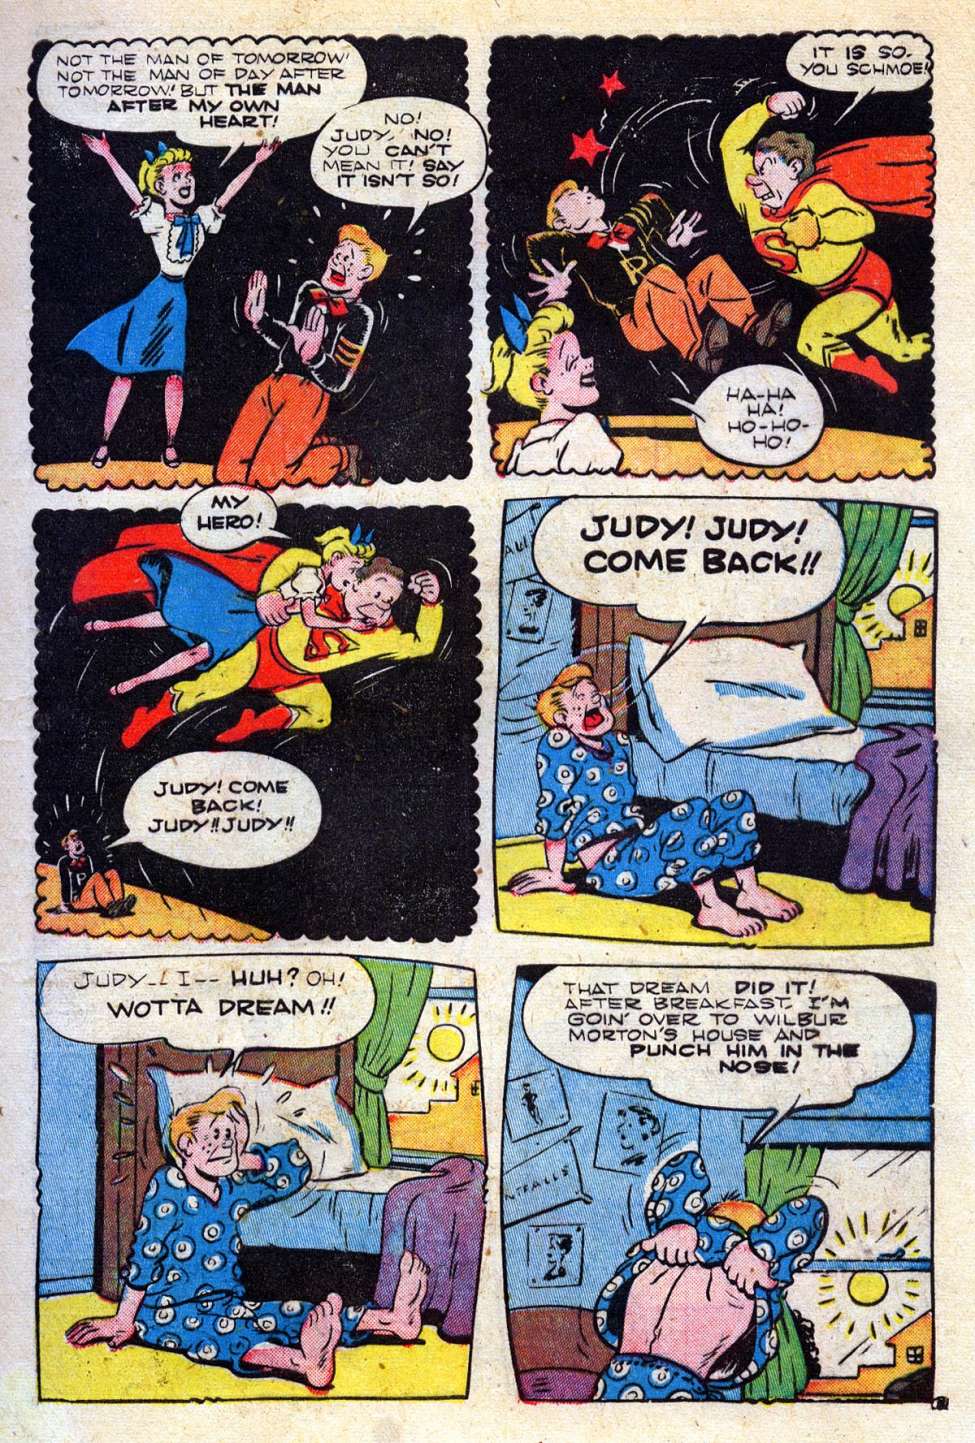 NOT THE MAN OF TOMORROW!
NOT THE MAN OF DAY AFTER
TOMORROW! BUT THE MAN
AFTER MY OWN
HEART!
NO!
JUDY, NO!
YOU CAN'T
MEAN IT! SAY
IT ISN'T SO!
IT IS SO-
YOU SCHMOE!
P
S
HA-HA
HA!
HO-HO-
HO!
MY
HERO!
S
JUDY! COME
BACK!
JUDY!! JUDY!!
P
JUDY! JUDY!
COME BACK!!
JUDY--I I-- HUH? OH!
WOTTA DREAM!!
THAT DREAM DID IT!
AFTER BREAKFAST, I'M
GOIN' OVER TO WILBUR
MORTON'S HOUSE AND
PUNCH HIM IN THE
NOSE!